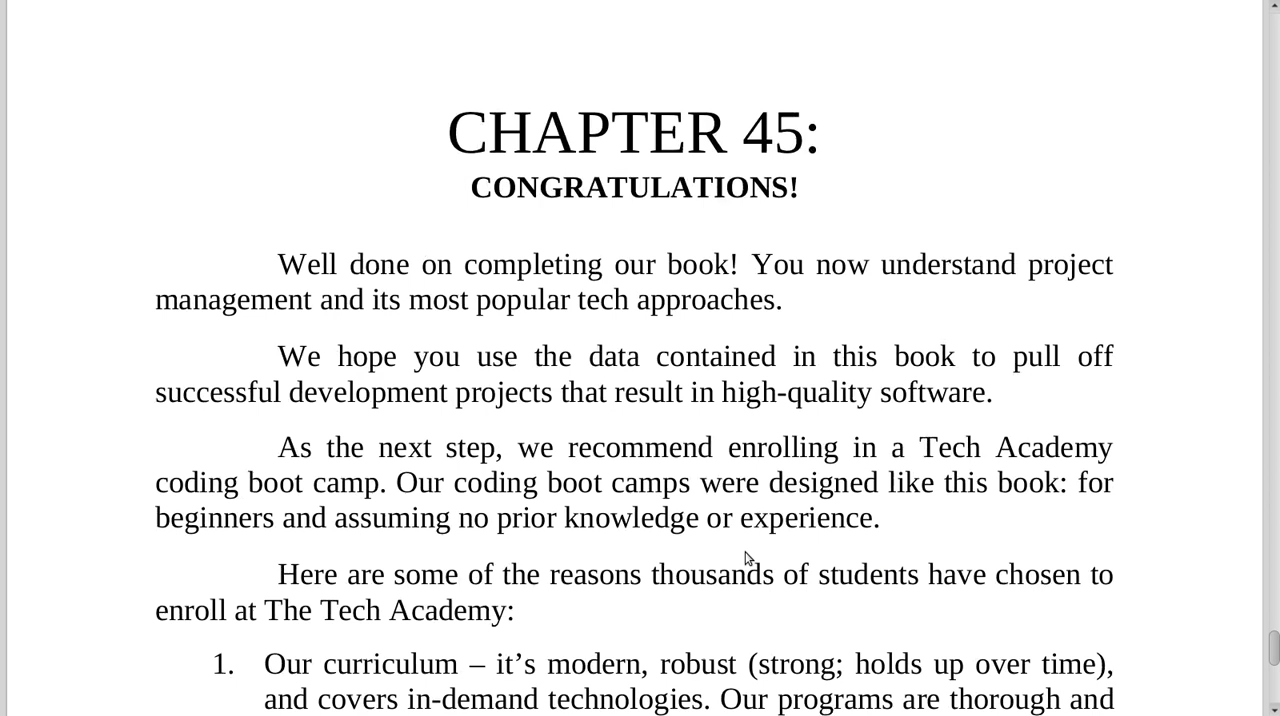 CHAPTER 45:
CONGRATULATIONS!
Well done on completing our book! You now understand project
management and its most popular tech approaches.
We hope you use the data contained in this book to pull off
successful development projects that result in high-quality software.
As the next step, we recommend enrolling in a Tech Academy
coding boot camp. Our coding boot camps were designed like this book: for
beginners and assuming no prior knowledge or experience.
Here are some of the reasons thousands of students have chosen to
enroll at The Tech Academy:
1. Our curriculum – it’s modern, robust (strong; holds up over time),
and covers in-demand technologies. Our programs are thorough and